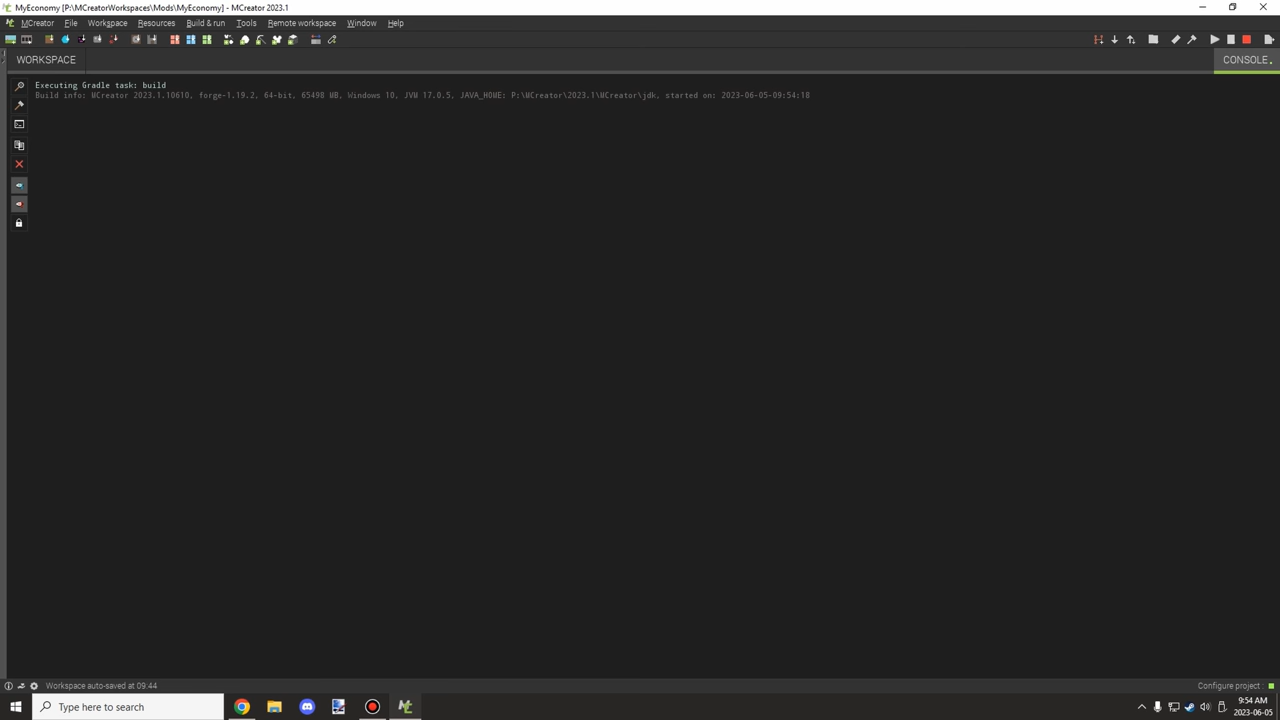 MyEconomy [P:\MCreatorWorkspaces\Mods\MyEconomy] - MCreator 2023.1
MCreator File Workspace Resources Build & run Tools Remote workspace Window Help
WORKSPACE CONSOLE
Executing Gradle task: build
Build info: MCreator 2023.1.10610, forge-1.19.2, 64-bit, 65498 MB, Windows 10, JVM 17.0.5, JAVA_HOME: P:\MCreator\2023.1\MCreator\jdk, started on: 2023-06-05-09:54:18
Workspace auto-saved at 09:44 Configure project :
Type here to search
9:54 AM
2023-06-05